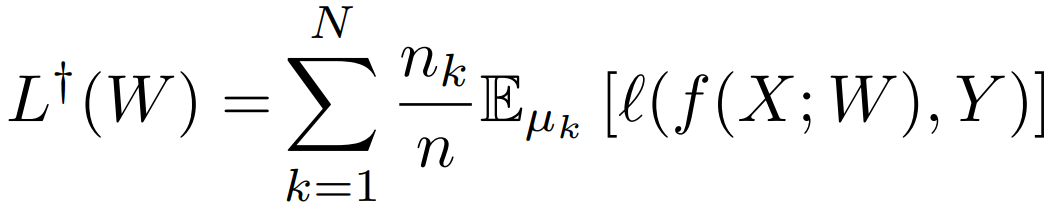 L^†(W) = \sum_{k=1}^{N} \frac{n_k}{n} \mathbb{E}_{\mu_k} [\ell(f(X; W), Y)]